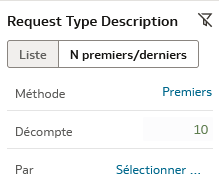 Request Type Description
Liste N premiers/derniers
Méthode Premiers
Décompte 10
Par Sélectionner ...